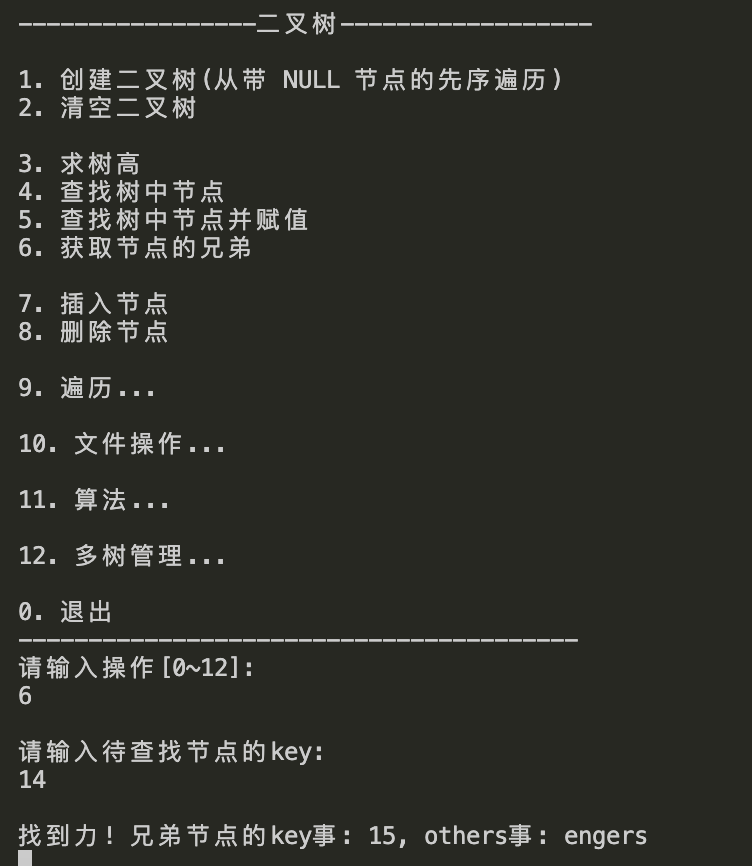 -----------------二叉树------------------
1. 创建二叉树(从带 NULL 节点的先序遍历)
2. 清空二叉树
3. 求树高
4. 查找树中节点
5. 查找树中节点并赋值
6. 获取节点的兄弟
7. 插入节点
8. 删除节点
9. 遍历...
10. 文件操作...
11. 算法...
12. 多树管理...
0. 退出
----------------------------------------
请输入操作[0~12]:
6
请输入待查找节点的key:
14
找到力! 兄弟节点的key事: 15, others事: engers